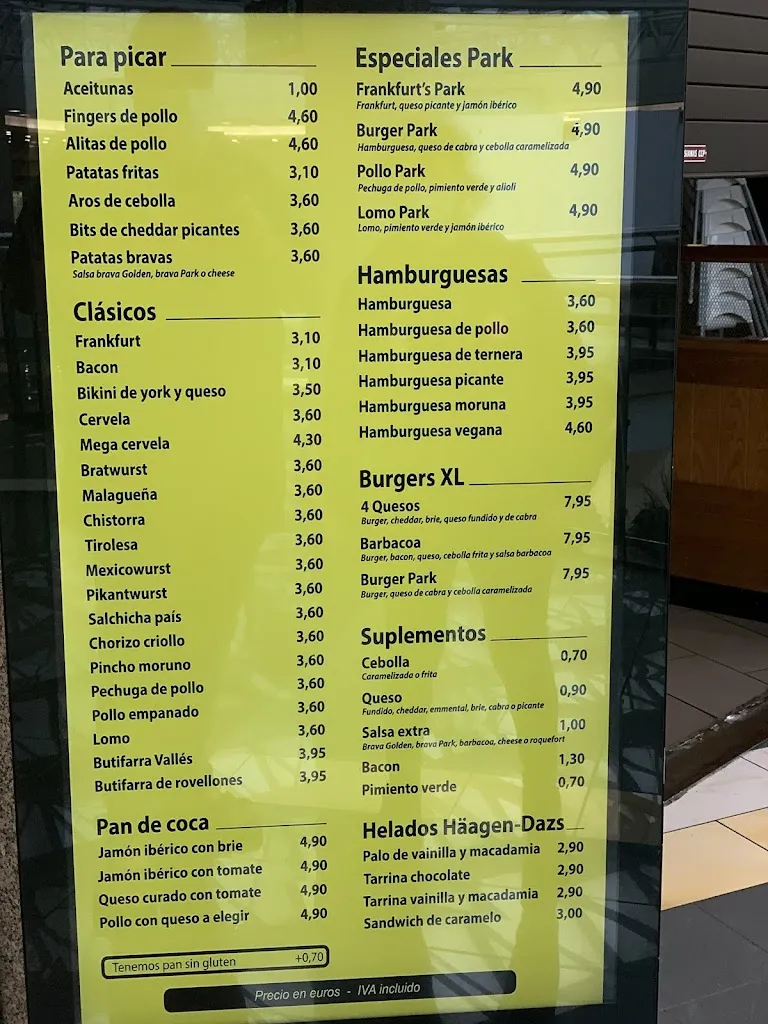 Para picar
Aceitunas 1,00
Fingers de pollo 4,60
Alitas de pollo 4,60
Patatas fritas 3,10
Aros de cebolla 3,60
Bits de cheddar picantes 3,60
Patatas bravas 3,60
Salsa brava Golden, brava Park o cheese
Clásicos
Frankfurt 3,10
Bacon 3,10
Bikini de york y queso 3,50
Cervela 3,60
Mega cervela 4,30
Bratwurst 3,60
Malagueña 3,60
Chistorra 3,60
Tirolesa 3,60
Mexicowurst 3,60
Pikantwurst 3,60
Salchicha país 3,60
Chorizo criollo 3,60
Pincho moruno 3,60
Pechuga de pollo 3,60
Pollo empanado 3,60
Lomo 3,60
Butifarra Vallés 3,95
Butifarra de rovellones 3,95
Pan de coca
Jamón ibérico con brie 4,90
Jamón ibérico con tomate 4,90
Queso curado con tomate 4,90
Pollo con queso a elegir 4,90
Tenemos pan sin gluten +0,70
Especiales Park
Frankfurt's Park 4,90
Frankfurt, queso picante y jamón ibérico
Burger Park 4,90
Hamburguesa, queso de cabra y cebolla caramelizada
Pollo Park 4,90
Pechuga de pollo, pimiento verde y alioli
Lomo Park 4,90
Lomo, pimiento verde y jamón ibérico
Hamburguesas
Hamburguesa 3,60
Hamburguesa de pollo 3,60
Hamburguesa de ternera 3,95
Hamburguesa picante 3,95
Hamburguesa moruna 3,95
Hamburguesa vegana 4,60
Burgers XL
4 Quesos 7,95
Burger, cheddar, brie, queso fundido y de cabra
Barbacoa 7,95
Burger, bacon, queso, cebolla frita y salsa barbacoa
Burger Park 7,95
Burger, queso de cabra y cebolla caramelizada
Suplementos
Cebolla 0,70
Caramelizada o frita
Queso 0,90
Fundido, cheddar, emmental, brie, cabra o picante
Salsa extra 1,00
Brava Golden, brava Park, barbacoa, cheese o roquefort
Bacon 1,30
Pimiento verde 0,70
Helados Häagen-Dazs
Palo de vainilla y macadamia 2,90
Tarrina chocolate 2,90
Tarrina vainilla y macadamia 2,90
Sandwich de caramelo 3,00
Precio en euros - IVA incluido